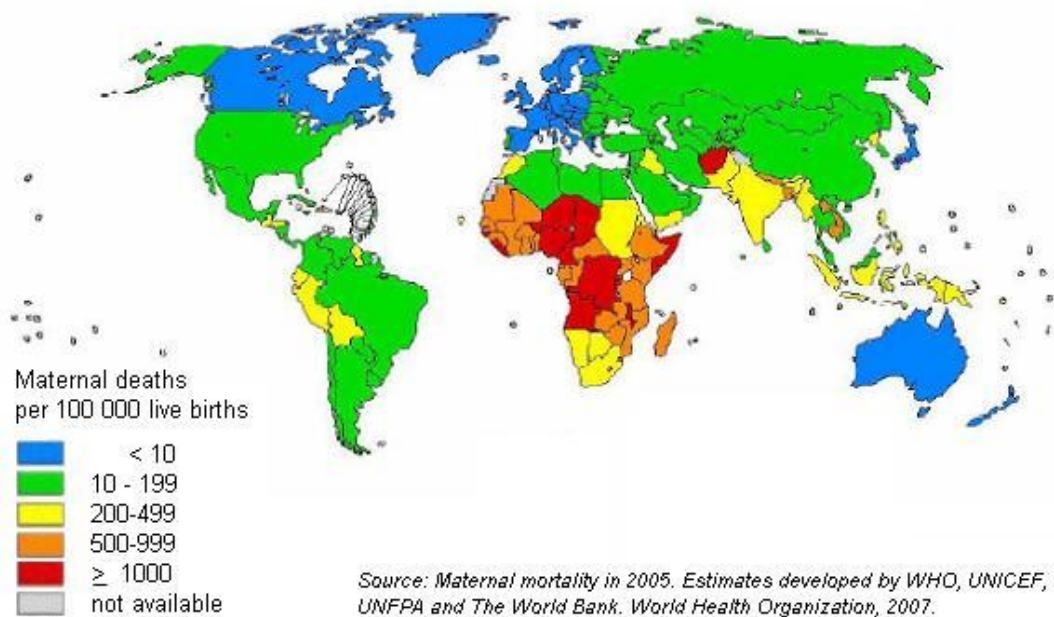 Maternal deaths
per 100 000 live births
< 10
10 - 199
200-499
500-999
≥ 1000
not available
Source: Maternal mortality in 2005. Estimates developed by WHO, UNICEF,
UNFPA and The World Bank. World Health Organization, 2007.